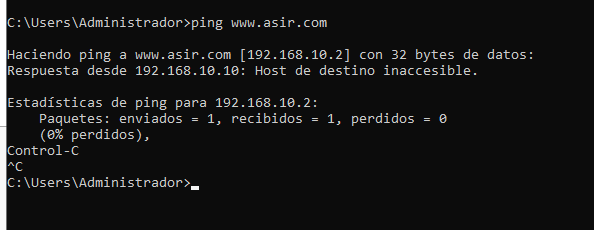 C:\Users\Administrador>ping www.asir.com
Haciendo ping a www.asir.com [192.168.10.2] con 32 bytes de datos:
Respuesta desde 192.168.10.10: Host de destino inaccesible.
Estadísticas de ping para 192.168.10.2:
    Paquetes: enviados = 1, recibidos = 1, perdidos = 0
    (0% perdidos),
Control-C
^C
C:\Users\Administrador>